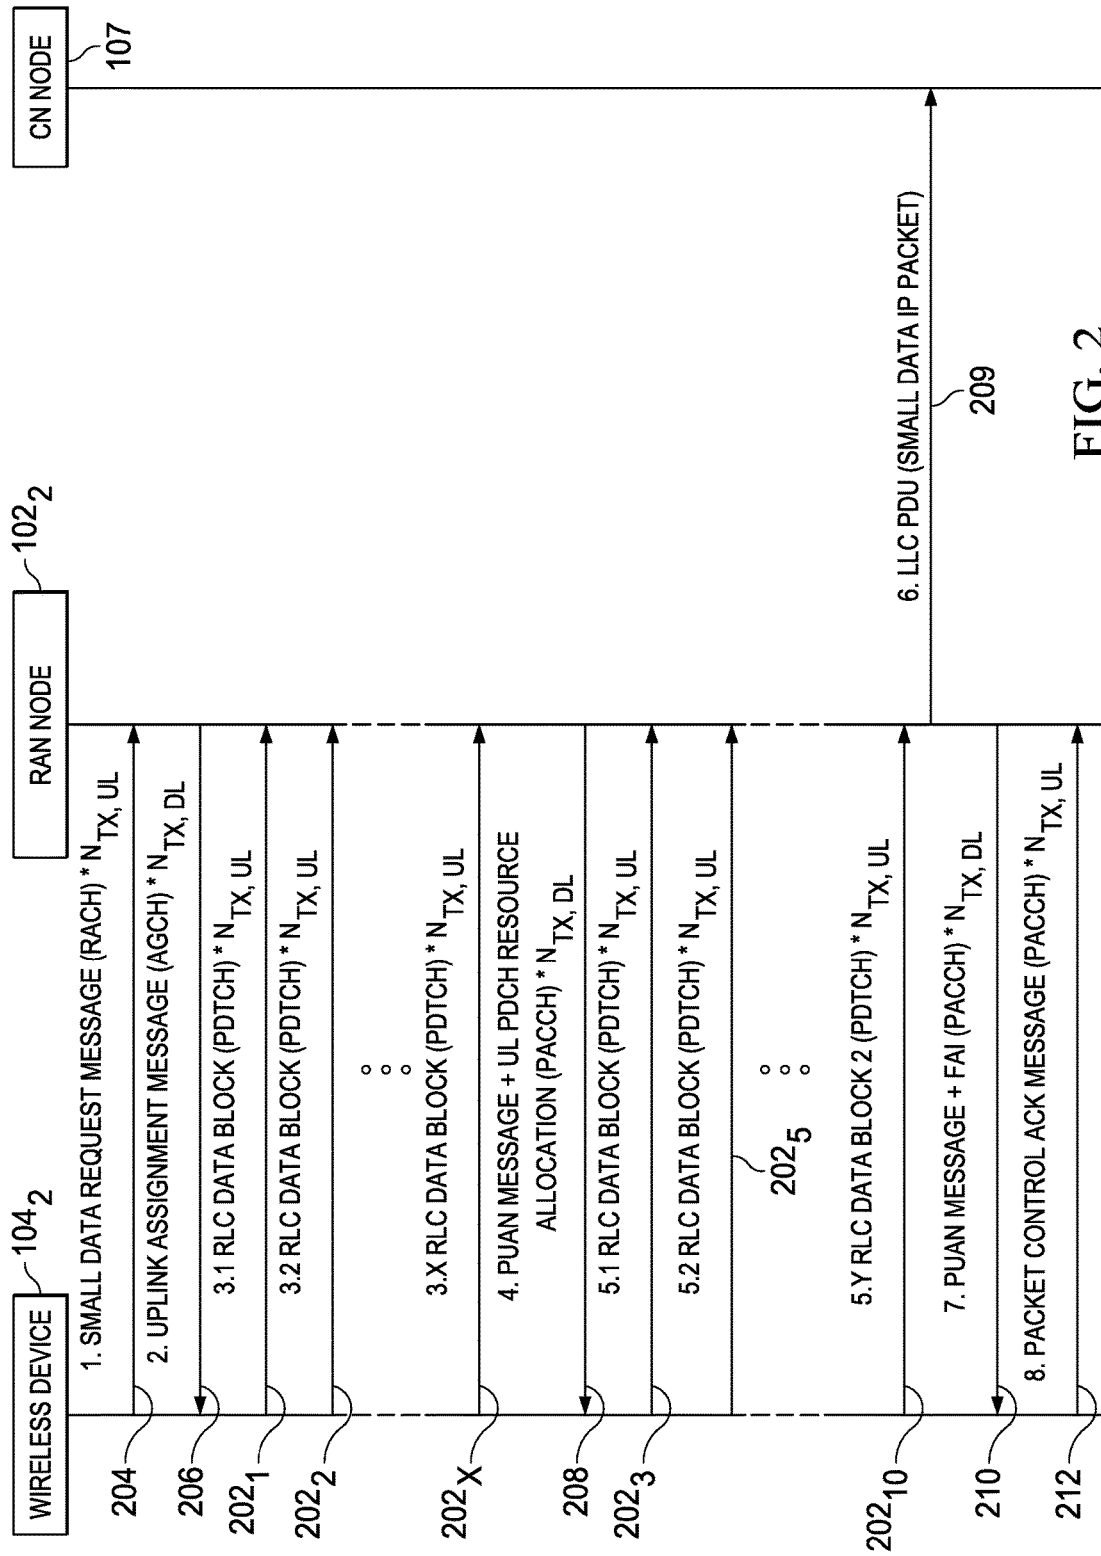 WIRELESS DEVICE
104₂
RAN NODE
102₂
CN NODE
107
1. SMALL DATA REQUEST MESSAGE (RACH) * N_TX, UL
204
2. UPLINK ASSIGNMENT MESSAGE (AGCH) * N_TX, DL
206
3.1 RLC DATA BLOCK (PDTCH) * N_TX, UL
202₁
3.2 RLC DATA BLOCK (PDTCH) * N_TX, UL
202₂
3.X RLC DATA BLOCK (PDTCH) * N_TX, UL
202_X
4. PUAN MESSAGE + UL PDCH RESOURCE
ALLOCATION (PACCH) * N_TX, DL
208
5.1 RLC DATA BLOCK (PDTCH) * N_TX, UL
202₃
5.2 RLC DATA BLOCK (PDTCH) * N_TX, UL
202₅
5.Y RLC DATA BLOCK 2 (PDTCH) * N_TX, UL
202₁₀
6. LLC PDU (SMALL DATA IP PACKET)
209
7. PUAN MESSAGE + FAI (PACCH) * N_TX, DL
210
8. PACKET CONTROL ACK MESSAGE (PACCH) * N_TX, UL
212
FIG. 2